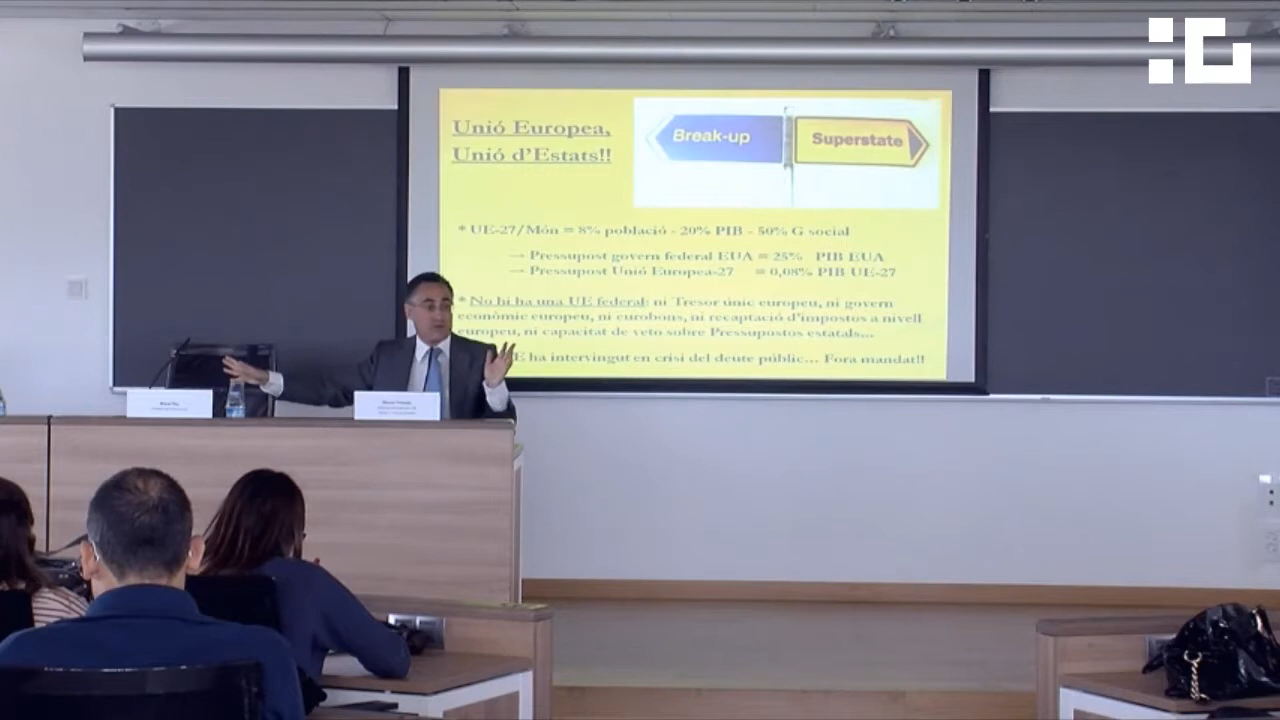 Unió Europea,
Unió d'Estats!!
Break-up
Superstate
* UE-27/Món = 8% població - 20% PIB - 50% G social
→ Pressupost govern federal EUA = 25% PIB EUA
→ Pressupost Unió Europea-27 = 0,08% PIB UE-27
* No hi ha una UE federal: ni Tresor únic europeu, ni govern
econòmic europeu, ni eurobons, ni recaptació d'impostos a nivell
europeu, ni capacitat de veto sobre Pressupostos estatals...
E ha intervingut en crisi del deute públic... Fora mandat!!